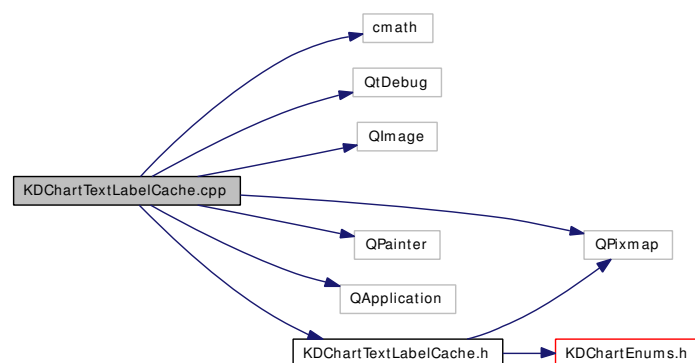 cmath
QtDebug
QImage
KDChartTextLabelCache.cpp
QPainter
QPixmap
QApplication
KDChartTextLabelCache.h
KDChartEnums.h